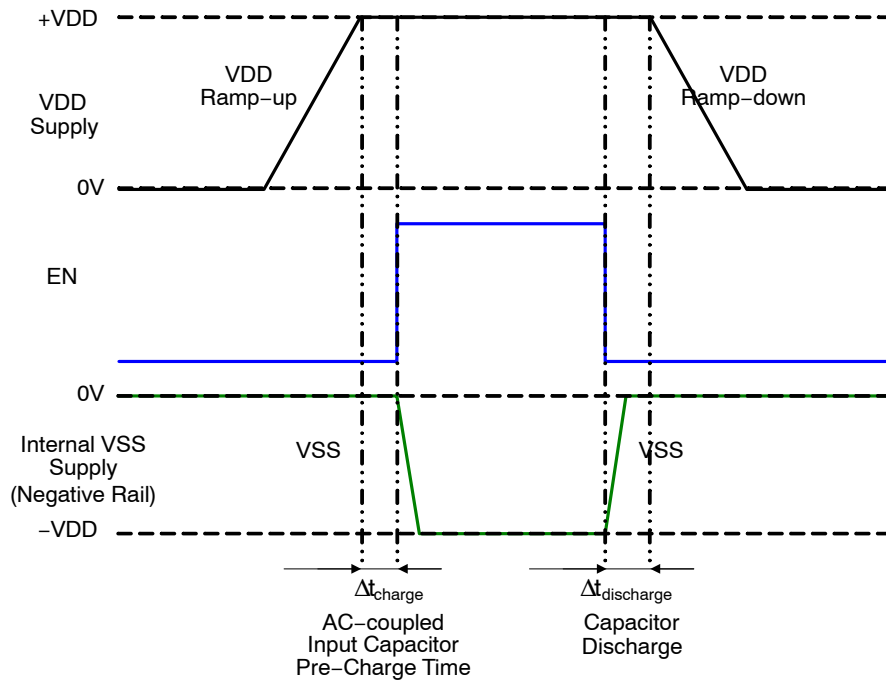 +VDD
VDD
Ramp−up
VDD
Ramp−down
VDD
Supply
0V
EN
0V
Internal VSS
Supply
(Negative Rail)
VSS
VSS
−VDD
Δtcharge
Δtdischarge
AC−coupled
Input Capacitor
Pre−Charge Time
Capacitor
Discharge